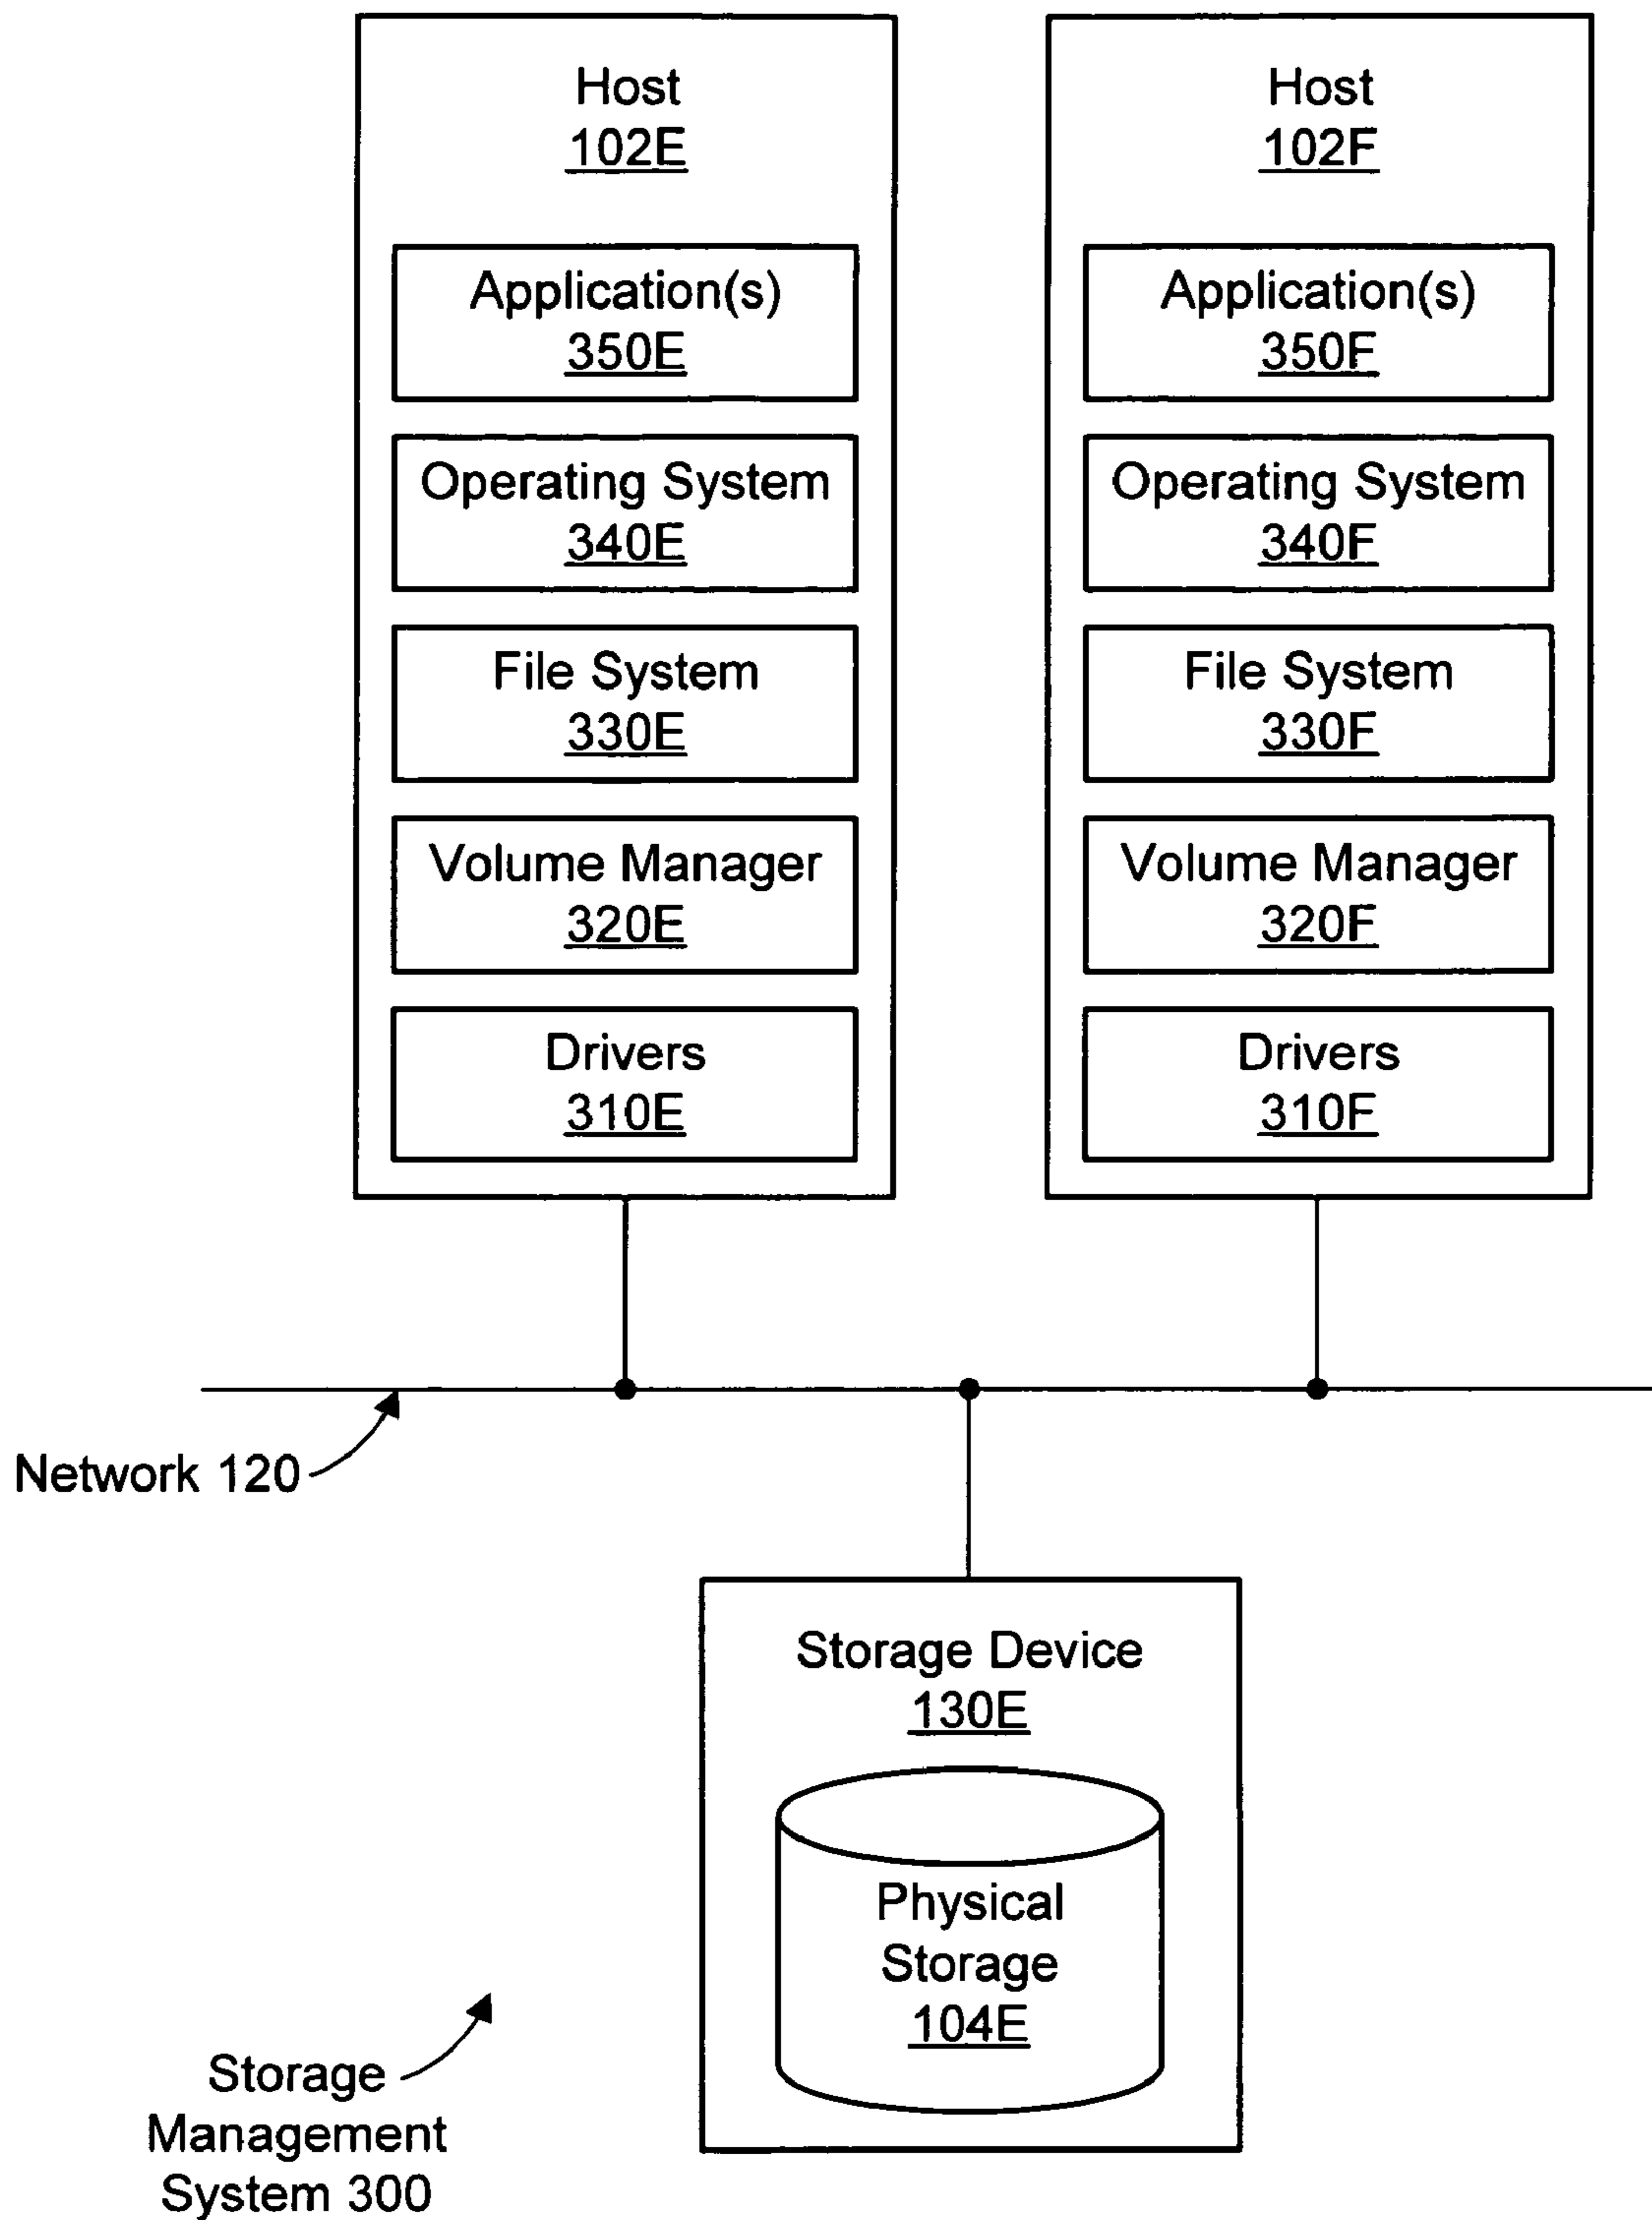 Host
102E
Application(s)
350E
Operating System
340E
File System
330E
Volume Manager
320E
Drivers
310E
Host
102F
Application(s)
350F
Operating System
340F
File System
330F
Volume Manager
320F
Drivers
310F
Network 120
Storage Device
130E
Physical
Storage
104E
Storage
Management
System 300